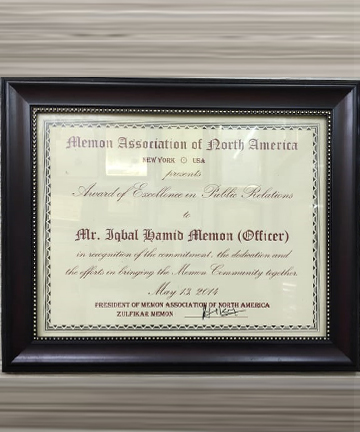 Memon Association of North America
NEW YORK USA
presents
Award of Excellence in Public Relations
to
Mr. Iqbal Hamid Memon (Officer)
in recognition of the commitment, the dedication and
the efforts in bringing the Memon Community together.
May 13, 2014
PRESIDENT OF MEMON ASSOCIATION OF NORTH AMERICA
ZULFIKAR MEMON